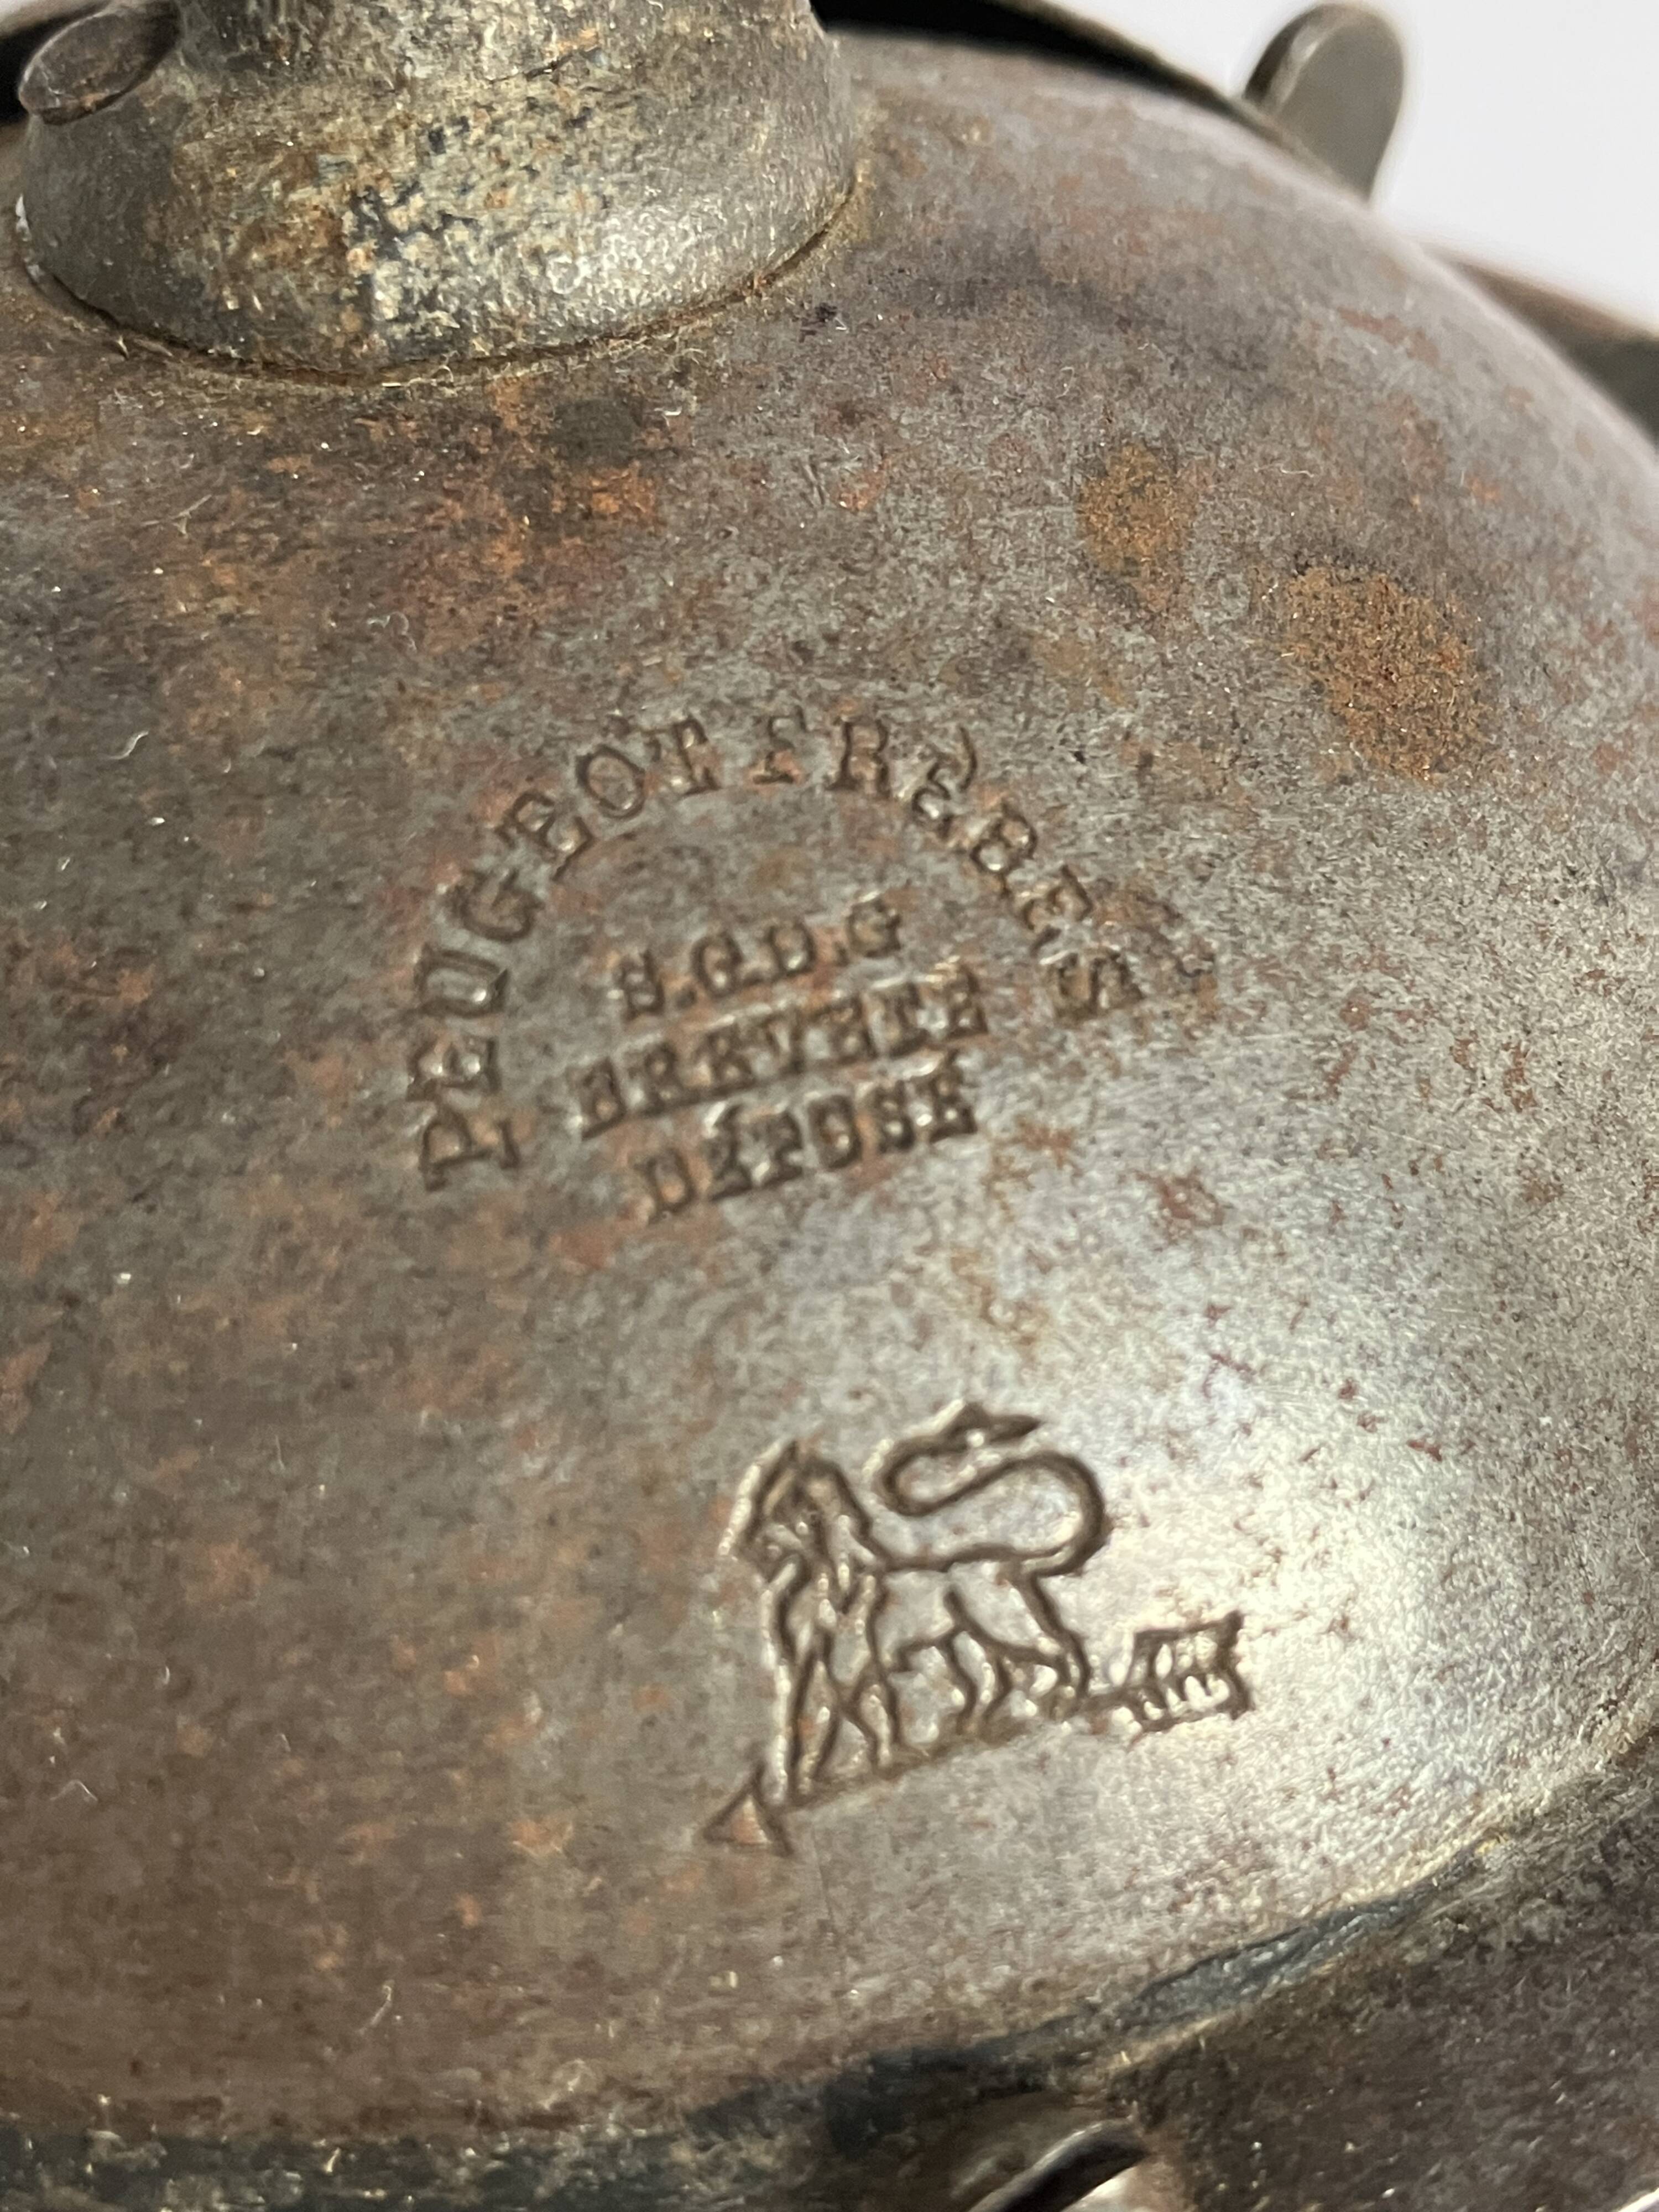 PEUGEOT FRÈRES
S.G.D.G
BREVETÉ
DÉPOSÉ